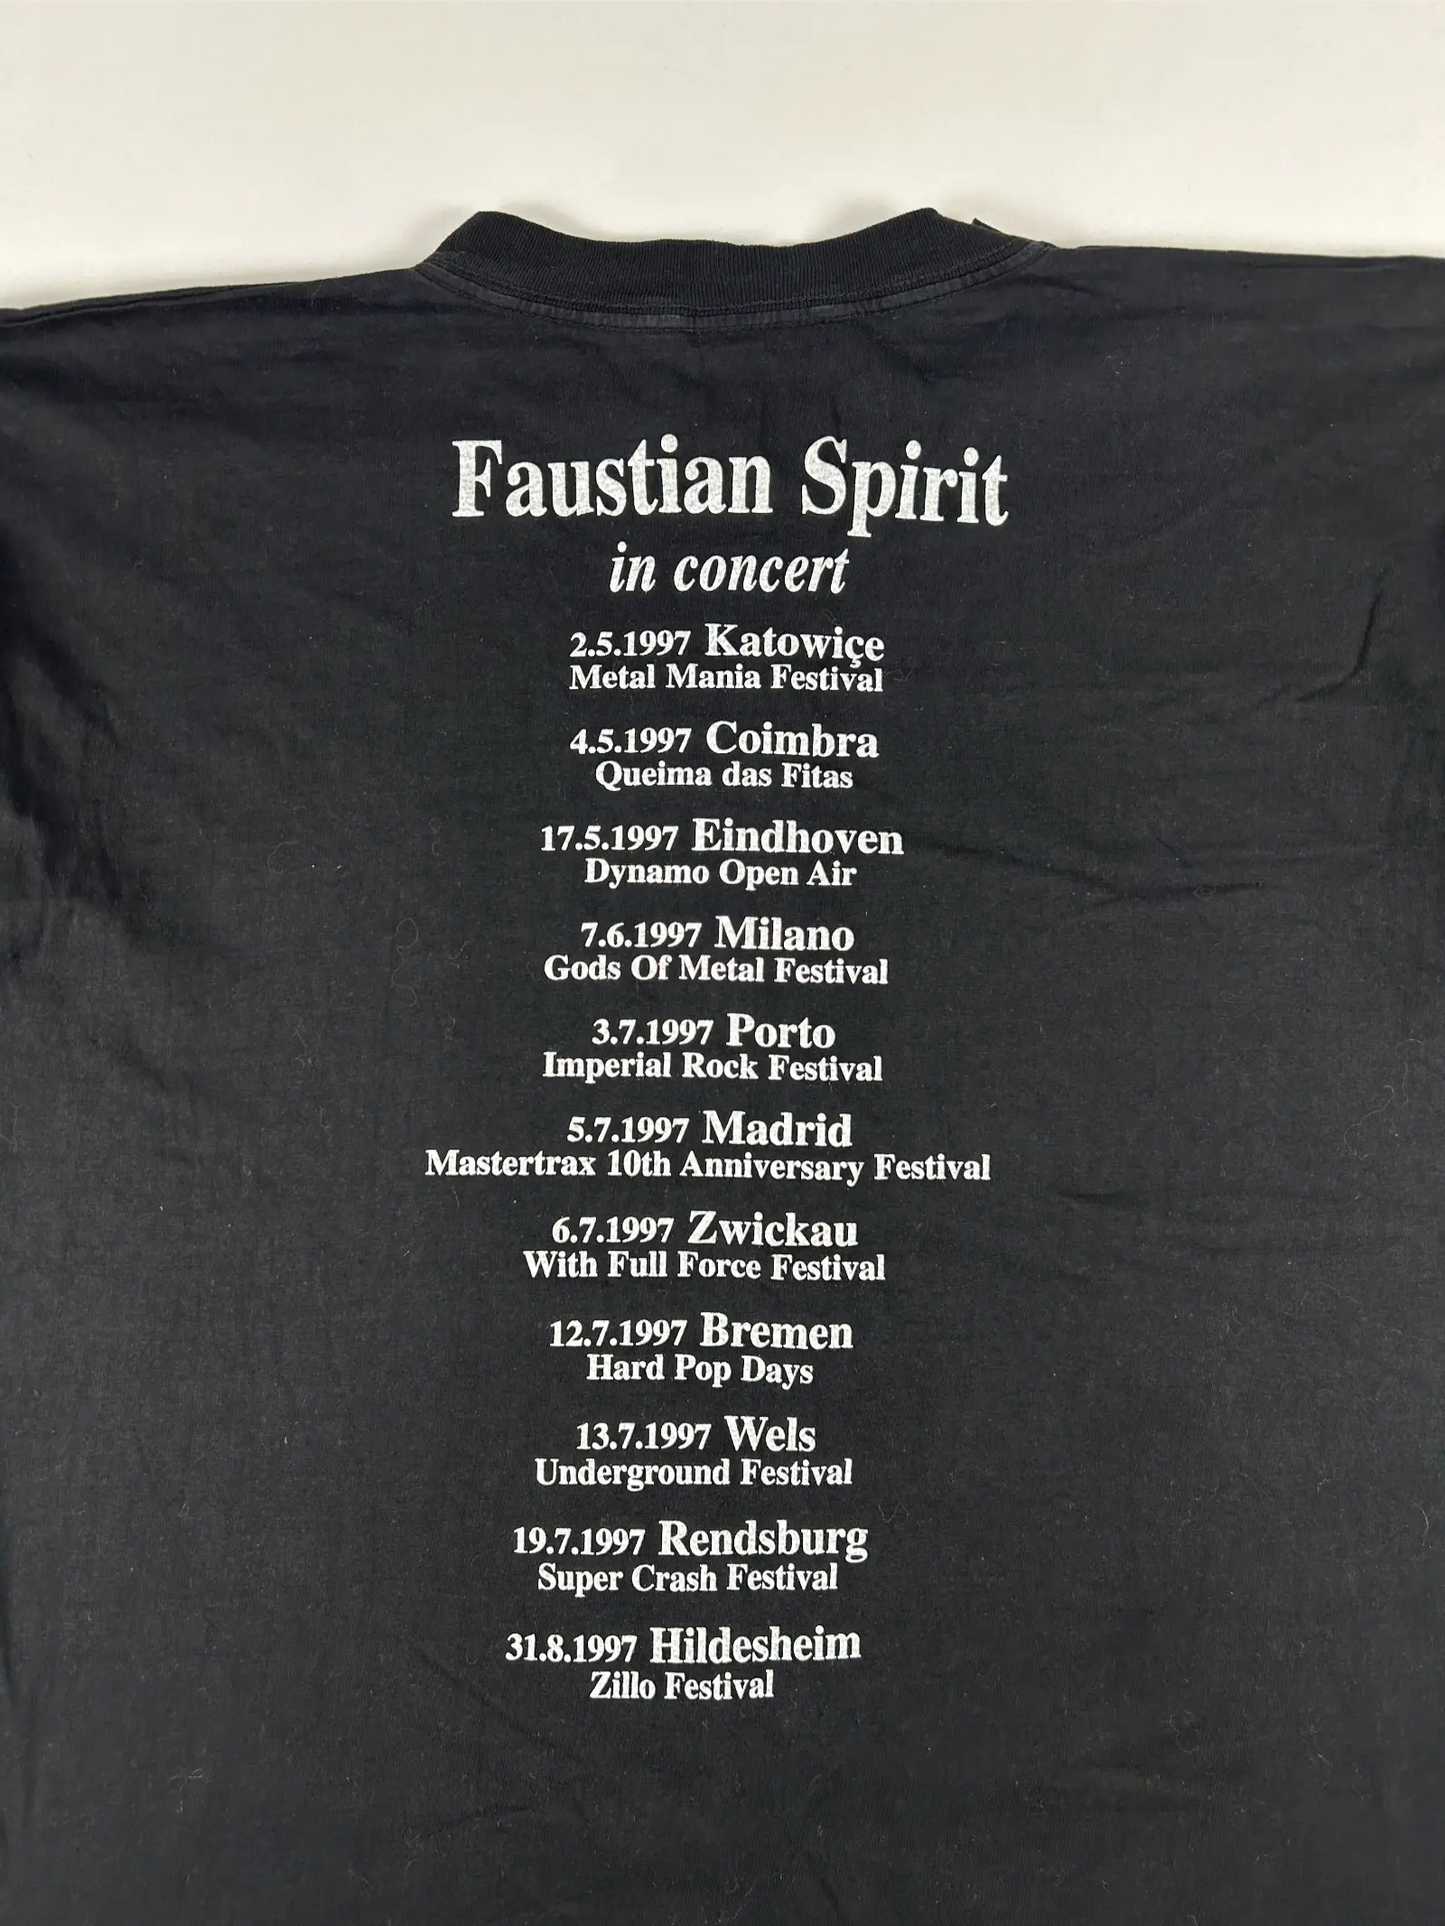 Faustian Spirit
in concert
2.5.1997 Katowiçe
Metal Mania Festival
4.5.1997 Coimbra
Queima das Fitas
17.5.1997 Eindhoven
Dynamo Open Air
7.6.1997 Milano
Gods Of Metal Festival
3.7.1997 Porto
Imperial Rock Festival
5.7.1997 Madrid
Mastertrax 10th Anniversary Festival
6.7.1997 Zwickau
With Full Force Festival
12.7.1997 Bremen
Hard Pop Days
13.7.1997 Wels
Underground Festival
19.7.1997 Rendsburg
Super Crash Festival
31.8.1997 Hildesheim
Zillo Festival